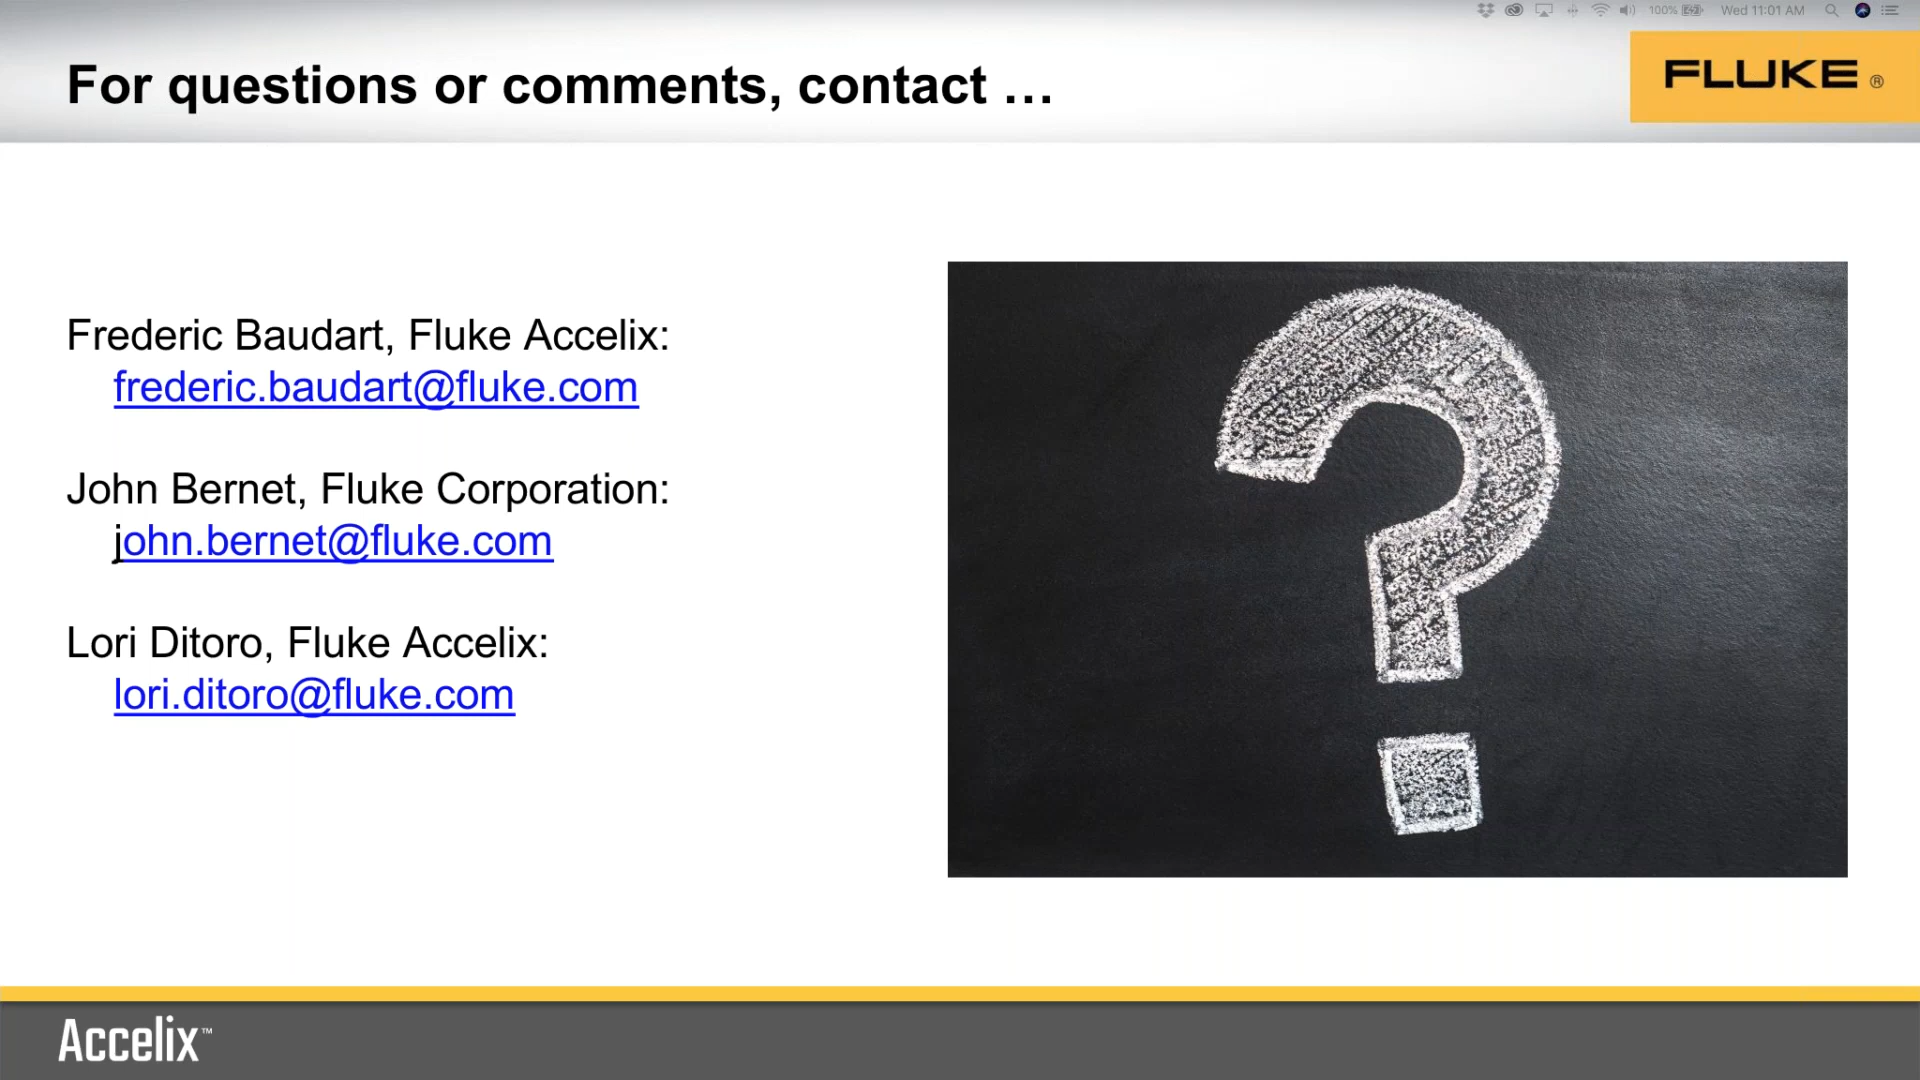 100% Wed 11:01 AM
For questions or comments, contact …
FLUKE ®
Frederic Baudart, Fluke Accelix:
frederic.baudart@fluke.com
John Bernet, Fluke Corporation:
john.bernet@fluke.com
Lori Ditoro, Fluke Accelix:
lori.ditoro@fluke.com
?
Accelix™